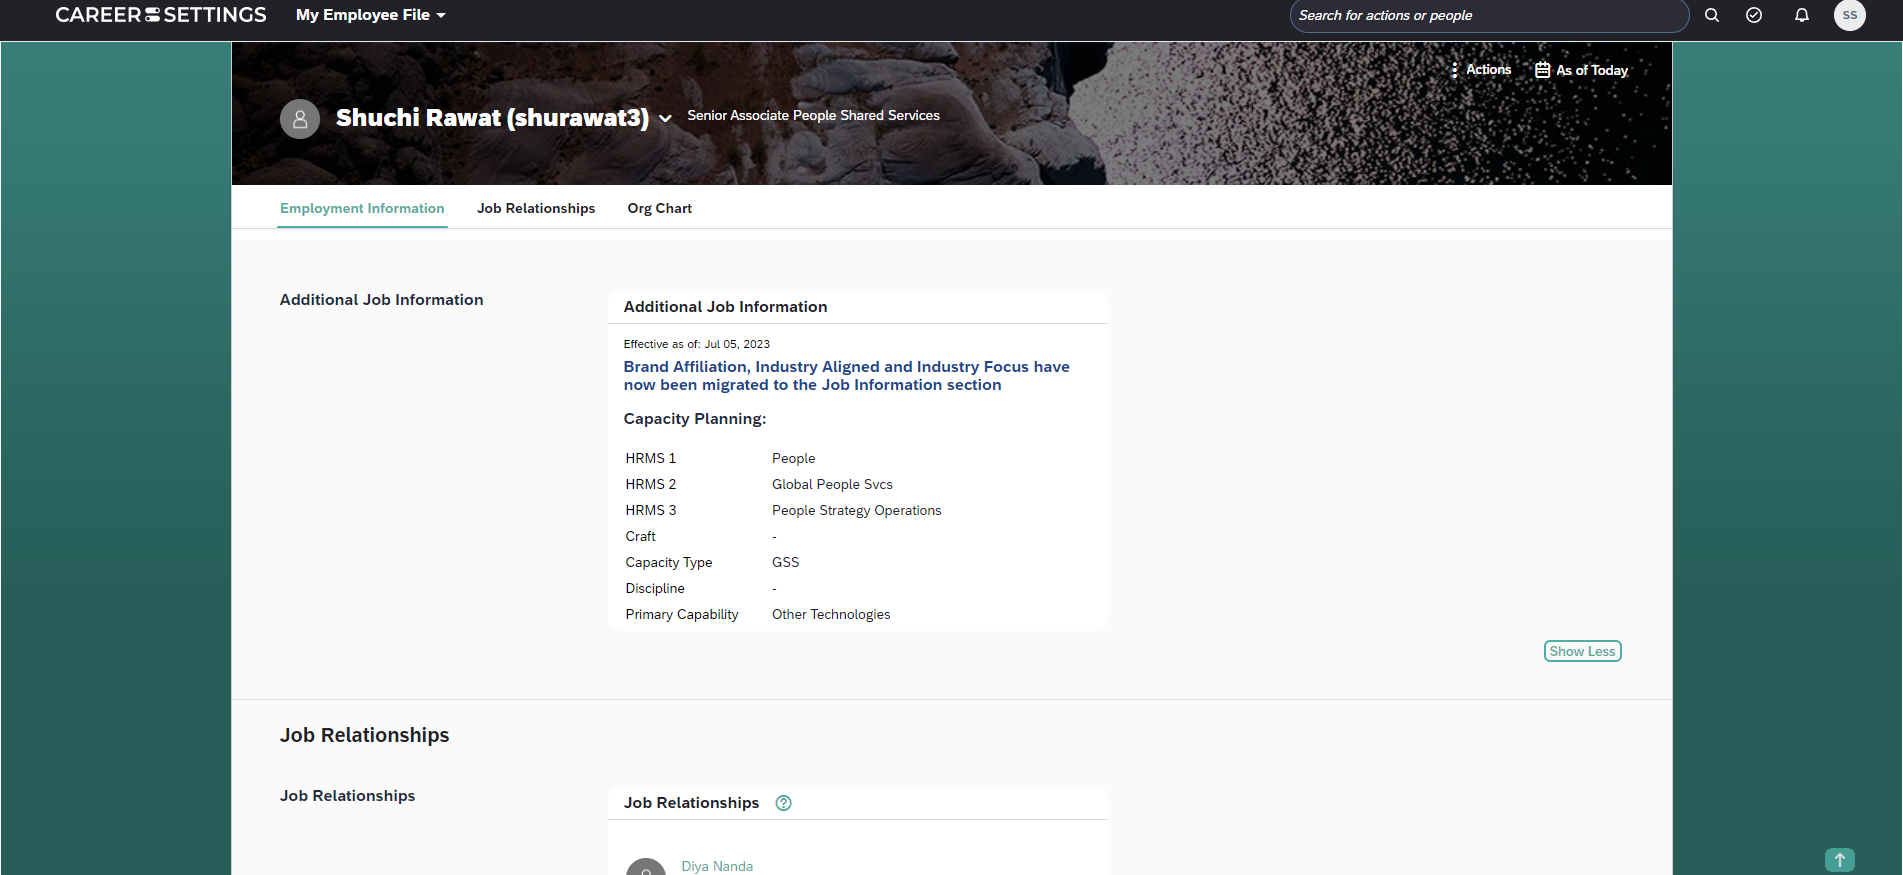 CAREER SETTINGS
My Employee File
Search for actions or people
SS
Actions
As of Today
Shuchi Rawat (shurawat3)
Senior Associate People Shared Services
Employment Information
Job Relationships
Org Chart
Additional Job Information
Additional Job Information
Effective as of: Jul 05, 2023
Brand Affiliation, Industry Aligned and Industry Focus have
now been migrated to the Job Information section
Capacity Planning:
HRMS 1 People
HRMS 2 Global People Svcs
HRMS 3 People Strategy Operations
Craft -
Capacity Type GSS
Discipline -
Primary Capability Other Technologies
Show Less
Job Relationships
Job Relationships
Job Relationships
Diya Nanda